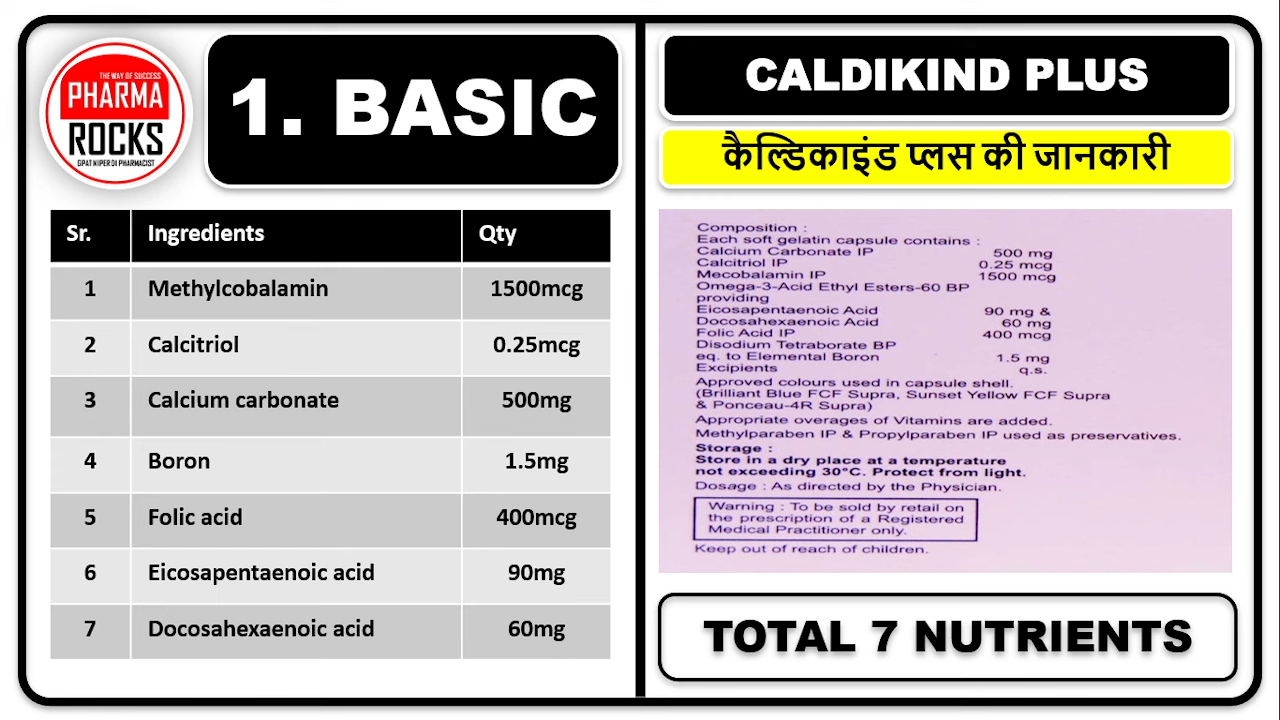 THE WAY OF SUCCESS
PHARMA
ROCKS
GPAT NIPER DI PHARMACIST
1. BASIC
Sr. Ingredients Qty
1 Methylcobalamin 1500mcg
2 Calcitriol 0.25mcg
3 Calcium carbonate 500mg
4 Boron 1.5mg
5 Folic acid 400mcg
6 Eicosapentaenoic acid 90mg
7 Docosahexaenoic acid 60mg
CALDIKIND PLUS
कैल्डिकाइंड प्लस की जानकारी
Composition :
Each soft gelatin capsule contains :
Calcium Carbonate IP 500 mg
Calcitriol IP 0.25 mcg
Mecobalamin IP 1500 mcg
Omega-3-Acid Ethyl Esters-60 BP
providing
Eicosapentaenoic Acid 90 mg &
Docosahexaenoic Acid 60 mg
Folic Acid IP 400 mcg
Disodium Tetraborate BP
eq. to Elemental Boron 1.5 mg
Excipients q.s.
Approved colours used in capsule shell.
(Brilliant Blue FCF Supra, Sunset Yellow FCF Supra
& Ponceau-4R Supra)
Appropriate overages of Vitamins are added.
Methylparaben IP & Propylparaben IP used as preservatives.
Storage :
Store in a dry place at a temperature
not exceeding 30°C. Protect from light.
Dosage : As directed by the Physician.
Warning : To be sold by retail on
the prescription of a Registered
Medical Practitioner only.
Keep out of reach of children.
TOTAL 7 NUTRIENTS